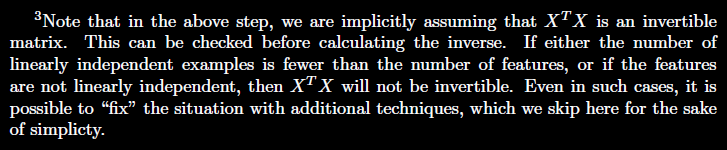 ³Note that in the above step, we are implicitly assuming that XᵀX is an invertible
matrix. This can be checked before calculating the inverse. If either the number of
linearly independent examples is fewer than the number of features, or if the features
are not linearly independent, then XᵀX will not be invertible. Even in such cases, it is
possible to “fix” the situation with additional techniques, which we skip here for the sake
of simplicty.